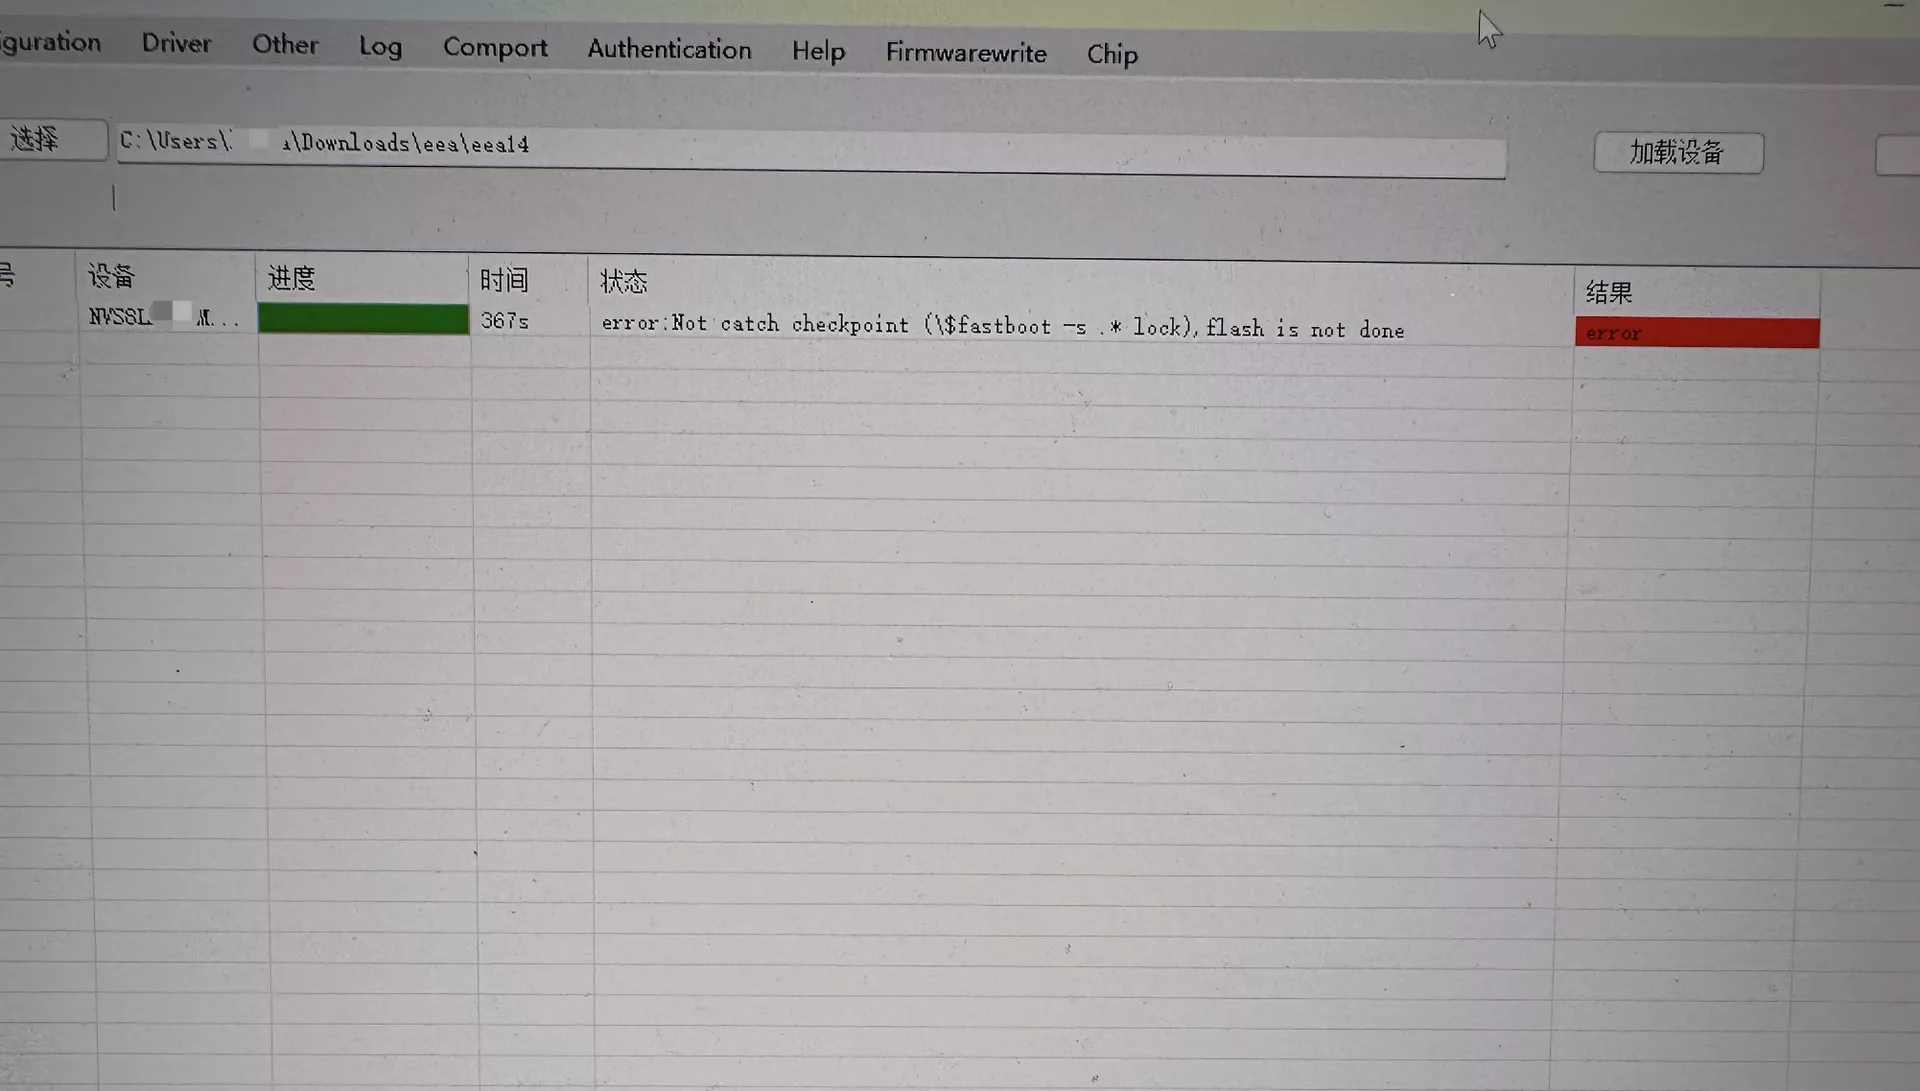 guration Driver Other Log Comport Authentication Help Firmwarewrite Chip
选择 C:\Users\ \Downloads\eea\eea14 加载设备
号 设备 进度 时间 状态 结果
NVSSL M... 367s error:Not catch checkpoint (\$fastboot -s .* lock),flash is not done error